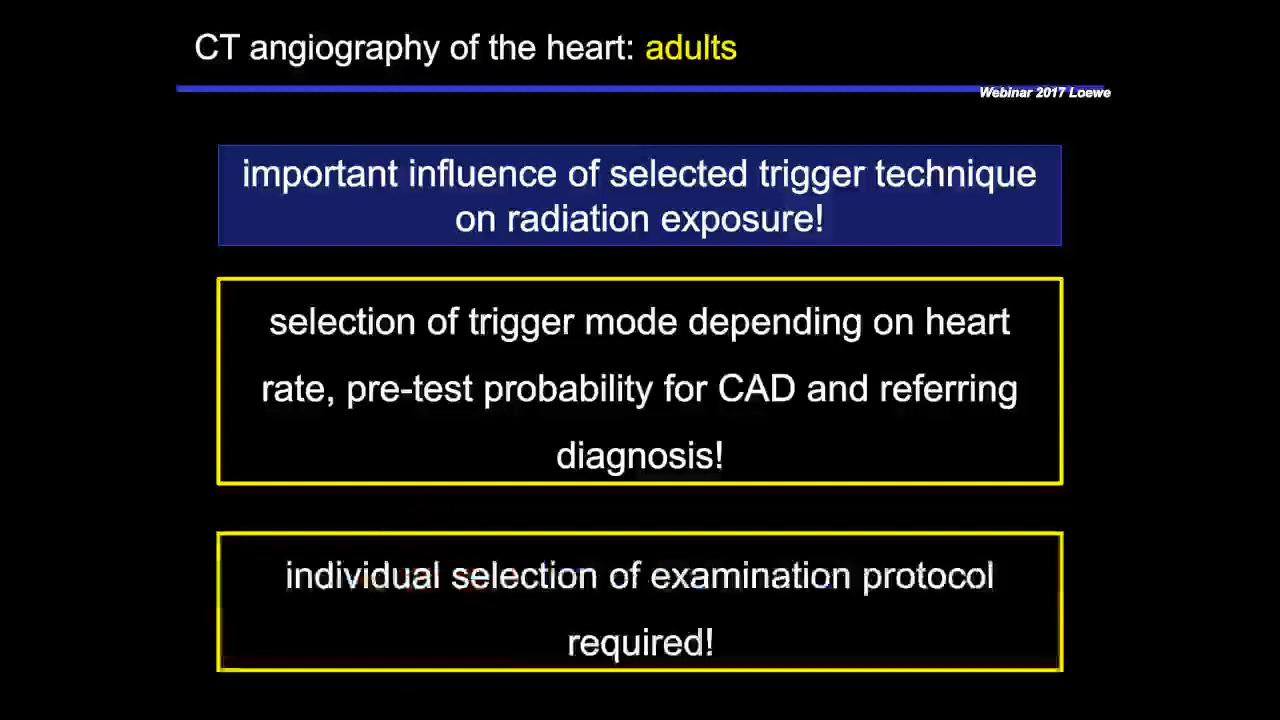 CT angiography of the heart: adults
Webinar 2017 Loewe
important influence of selected trigger technique
on radiation exposure!
selection of trigger mode depending on heart
rate, pre-test probability for CAD and referring
diagnosis!
individual selection of examination protocol
required!